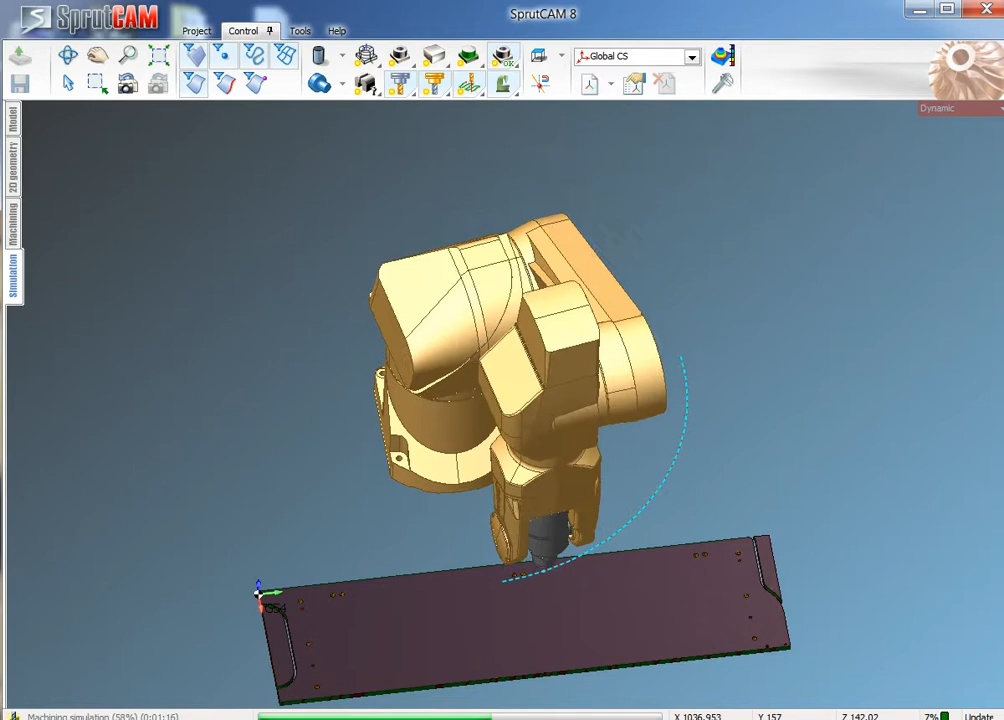 SprutCAM 8
SprutCAM
Project Control Tools Help
Global CS
Dynamic
Model
2D geometry
Machining
Simulation
Machining simulation (58%) (0:01:16)
X 1036.953 Y 157 Z 142.02 7% Update